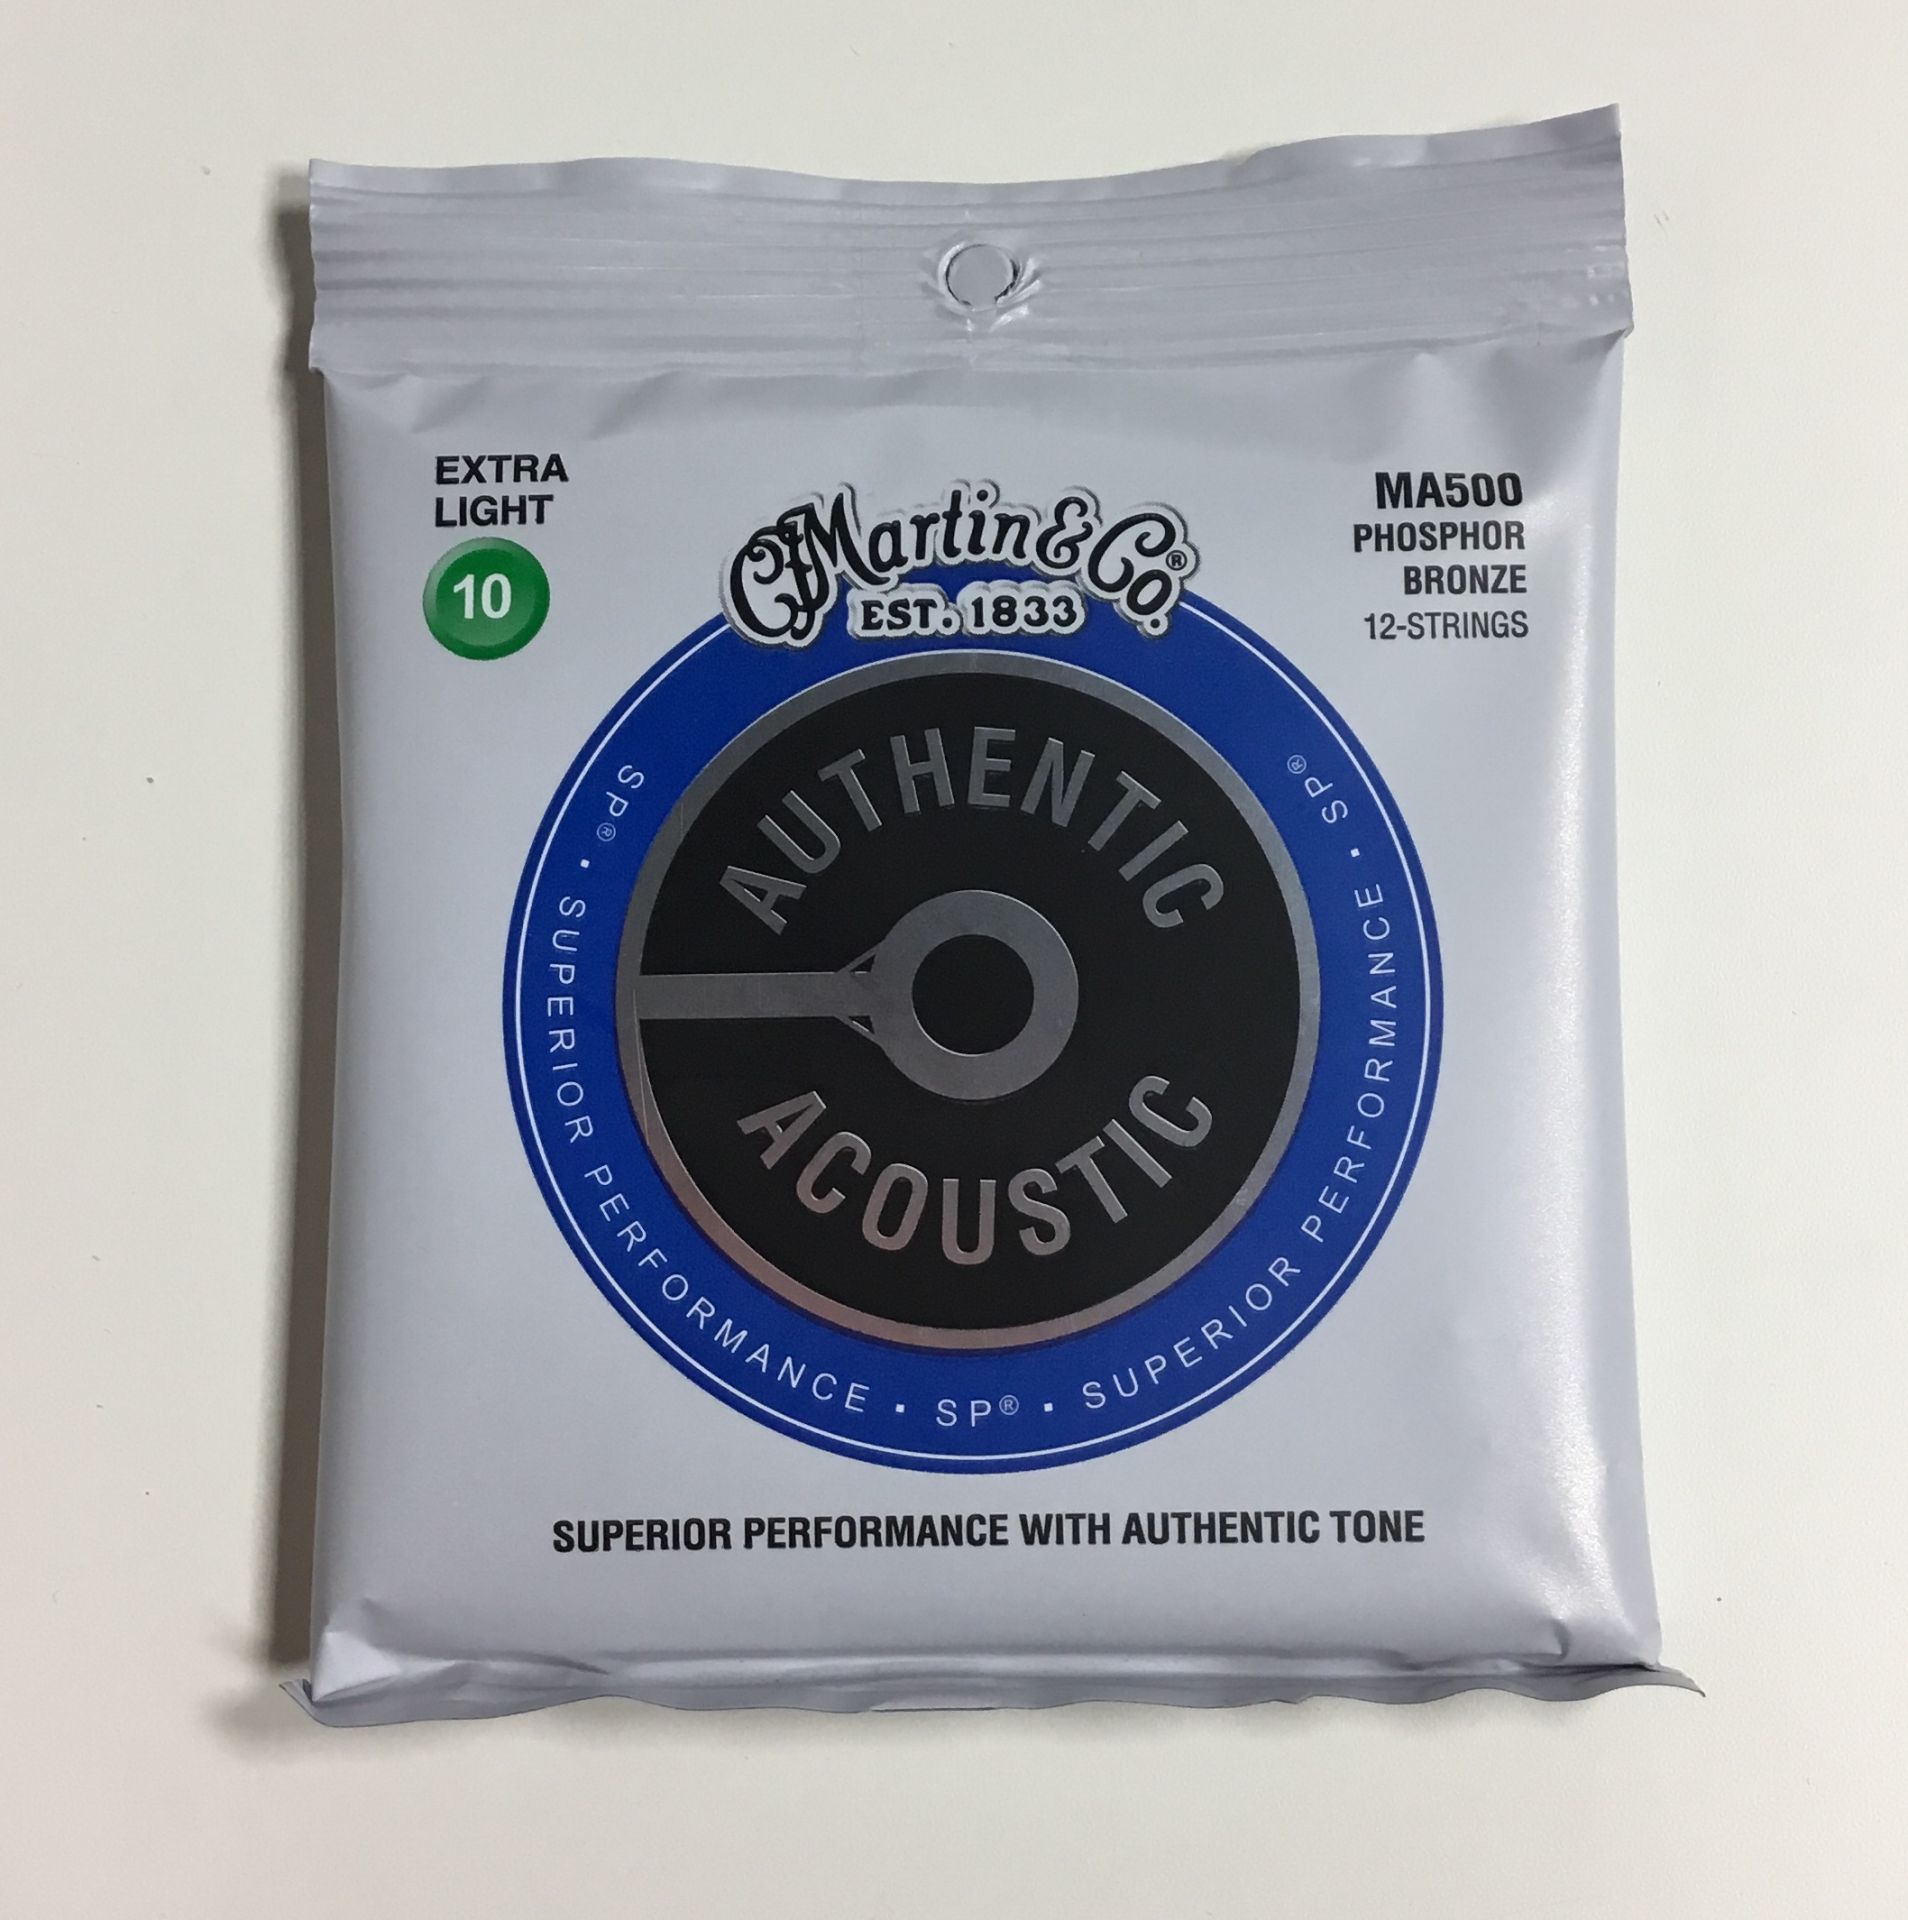 EXTRA
LIGHT
10
C.F. Martin & Co.®
EST. 1833
MA500
PHOSPHOR
BRONZE
12-STRINGS
AUTHENTIC
ACOUSTIC
SP® · SUPERIOR PERFORMANCE · SP® · SUPERIOR PERFORMANCE · SP®
SUPERIOR PERFORMANCE WITH AUTHENTIC TONE